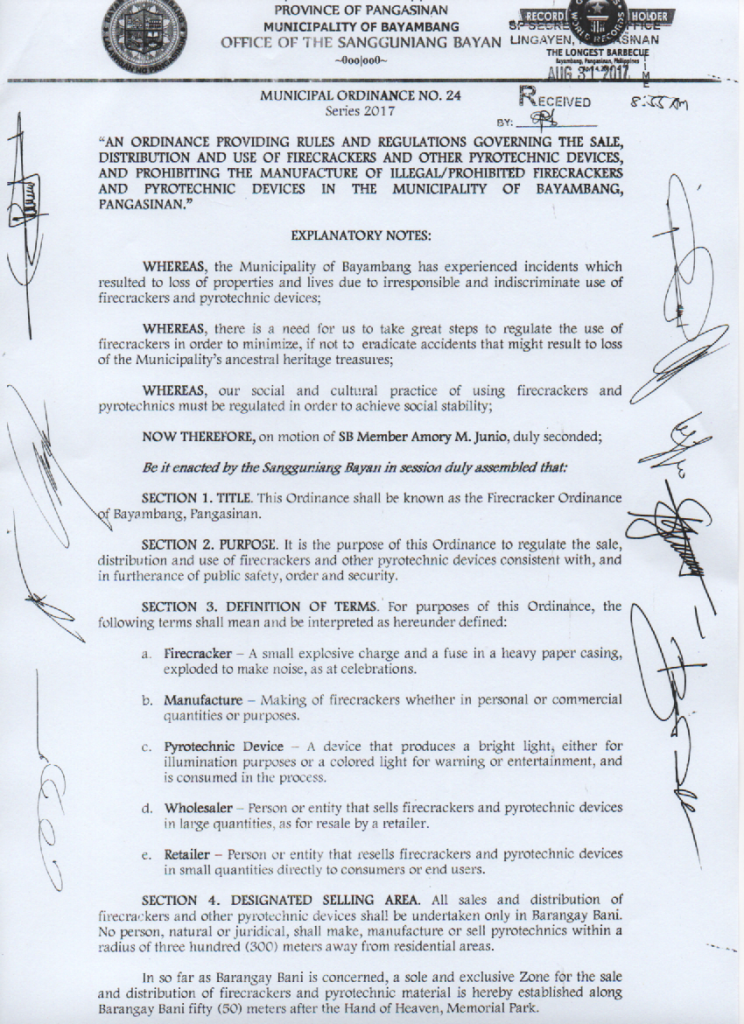 PROVINCE OF PANGASINAN
MUNICIPALITY OF BAYAMBANG
OFFICE OF THE SANGGUNIANG BAYAN
~0oo|oo0~
RECORD HOLDER
LINGAYEN,
THE LONGEST BARBECUE
Bayambang, Pangasinan, Philippines
AUG 31 2017
RECEIVED 8:55 AM
BY:
MUNICIPAL ORDINANCE NO. 24
Series 2017
“AN ORDINANCE PROVIDING RULES AND REGULATIONS GOVERNING THE SALE,
DISTRIBUTION AND USE OF FIRECRACKERS AND OTHER PYROTECHNIC DEVICES,
AND PROHIBITING THE MANUFACTURE OF ILLEGAL/PROHIBITED FIRECRACKERS
AND PYROTECHNIC DEVICES IN THE MUNICIPALITY OF BAYAMBANG,
PANGASINAN.”
EXPLANATORY NOTES:
WHEREAS, the Municipality of Bayambang has experienced incidents which
resulted to loss of properties and lives due to irresponsible and indiscriminate use of
firecrackers and pyrotechnic devices;
WHEREAS, there is a need for us to take great steps to regulate the use of
firecrackers in order to minimize, if not to eradicate accidents that might result to loss
of the Municipality’s ancestral heritage treasures;
WHEREAS, our social and cultural practice of using firecrackers and
pyrotechnics must be regulated in order to achieve social stability;
NOW THEREFORE, on motion of SB Member Amory M. Junio, duly seconded;
Be it enacted by the Sangguniang Bayan in session duly assembled that:
SECTION 1. TITLE. This Ordinance shall be known as the Firecracker Ordinance
of Bayambang, Pangasinan.
SECTION 2. PURPOSE. It is the purpose of this Ordinance to regulate the sale,
distribution and use of firecrackers and other pyrotechnic devices consistent with, and
in furtherance of public safety, order and security.
SECTION 3. DEFINITION OF TERMS. For purposes of this Ordinance, the
following terms shall mean and be interpreted as hereunder defined:
a. Firecracker – A small explosive charge and a fuse in a heavy paper casing,
exploded to make noise, as at celebrations.
b. Manufacture – Making of firecrackers whether in personal or commercial
quantities or purposes.
c. Pyrotechnic Device – A device that produces a bright light, either for
illumination purposes or a colored light for warning or entertainment, and
is consumed in the process.
d. Wholesaler – Person or entity that sells firecrackers and pyrotechnic devices
in large quantities, as for resale by a retailer.
e. Retailer – Person or entity that resells firecrackers and pyrotechnic devices
in small quantities directly to consumers or end users.
SECTION 4. DESIGNATED SELLING AREA. All sales and distribution of
firecrackers and other pyrotechnic devices shall be undertaken only in Barangay Bani.
No person, natural or juridical, shall make, manufacture or sell pyrotechnics within a
radius of three hundred (300) meters away from residential areas.
In so far as Barangay Bani is concerned, a sole and exclusive Zone for the sale
and distribution of firecrackers and pyrotechnic material is hereby established along
Barangay Bani fifty (50) meters after the Hand of Heaven, Memorial Park.